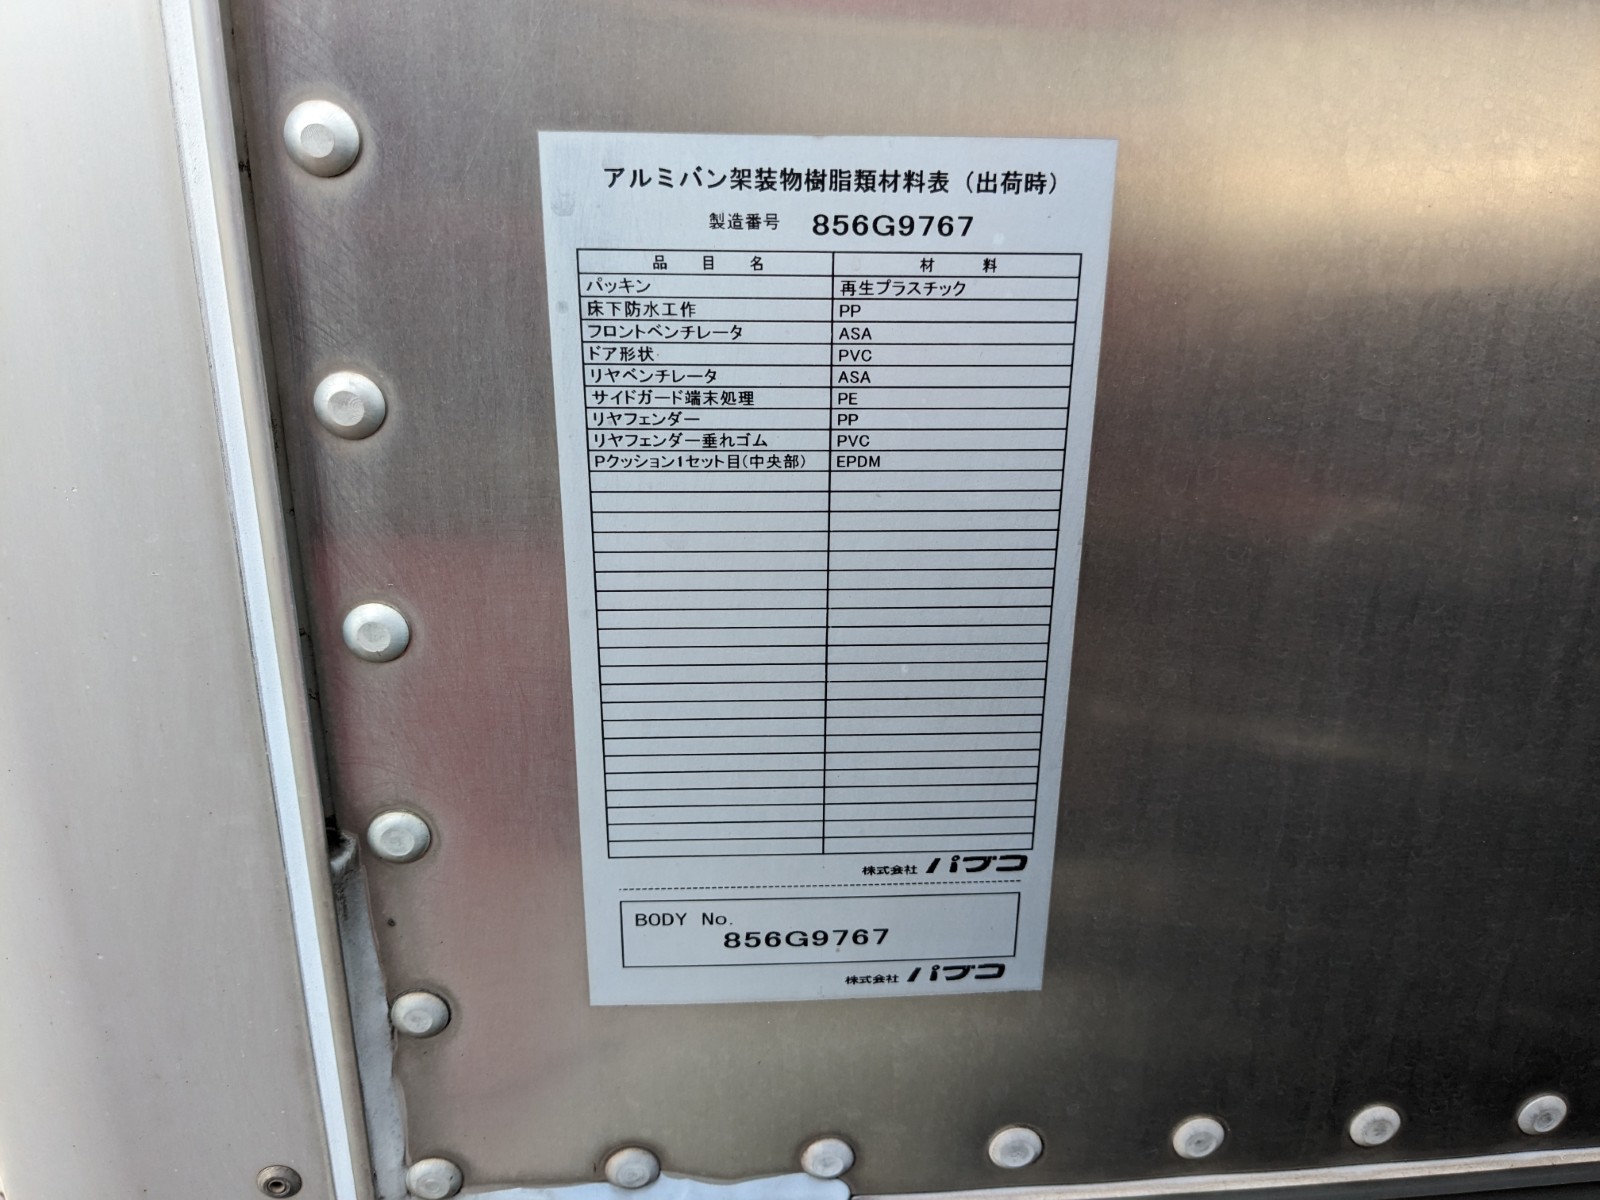 アルミバン架装物樹脂類材料表（出荷時）
製造番号 856G9767
品目名 材料
パッキン 再生プラスチック
床下防水工作 PP
フロントベンチレータ ASA
ドア形状 PVC
リヤベンチレータ ASA
サイドガード端末処理 PE
リヤフェンダー PP
リヤフェンダー垂れゴム PVC
Pクッション1セット目(中央部) EPDM
株式会社 パブコ
BODY No.
856G9767
株式会社 パブコ